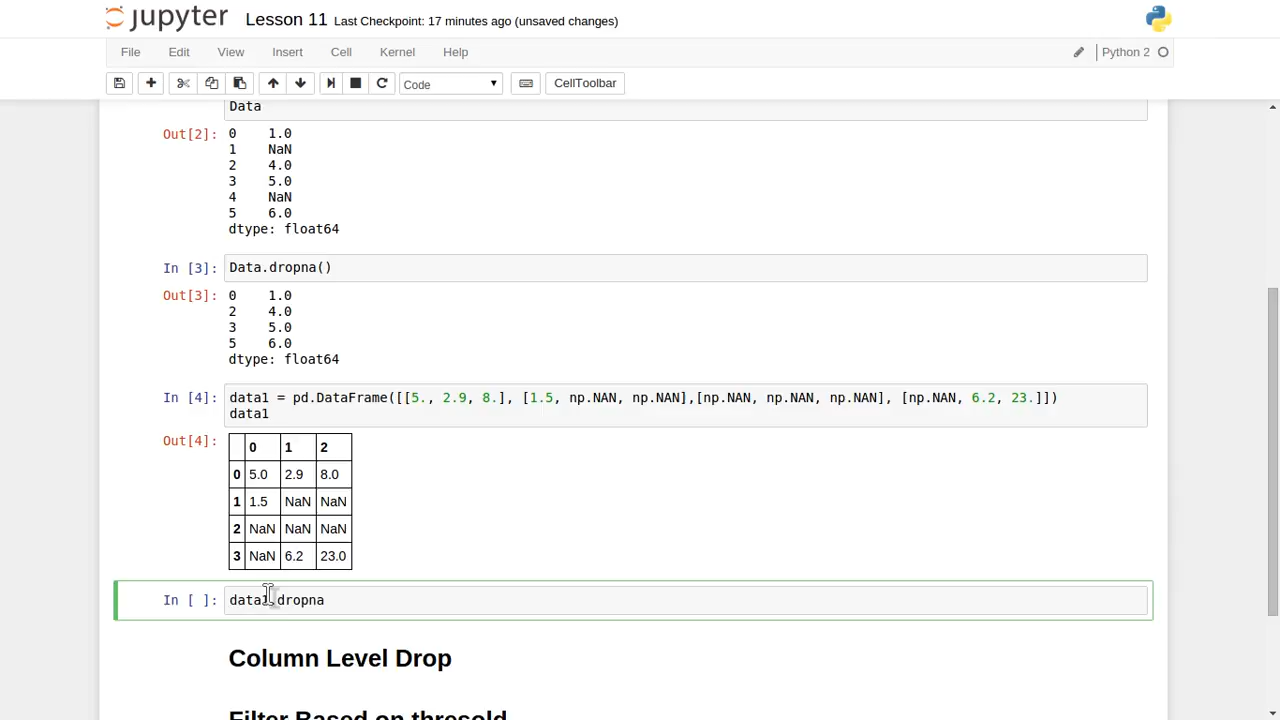 jupyter Lesson 11 Last Checkpoint: 17 minutes ago (unsaved changes)
File Edit View Insert Cell Kernel Help Python 2
Code CellToolbar
Data
Out[2]: 0 1.0
1 NaN
2 4.0
3 5.0
4 NaN
5 6.0
dtype: float64
In [3]: Data.dropna()
Out[3]: 0 1.0
2 4.0
3 5.0
5 6.0
dtype: float64
In [4]: data1 = pd.DataFrame([[5., 2.9, 8.], [1.5, np.NAN, np.NAN],[np.NAN, np.NAN, np.NAN], [np.NAN, 6.2, 23.]])
data1
Out[4]:
0 1 2
0 5.0 2.9 8.0
1 1.5 NaN NaN
2 NaN NaN NaN
3 NaN 6.2 23.0
In [ ]: data1.dropna
Column Level Drop
Filter Based on thresold